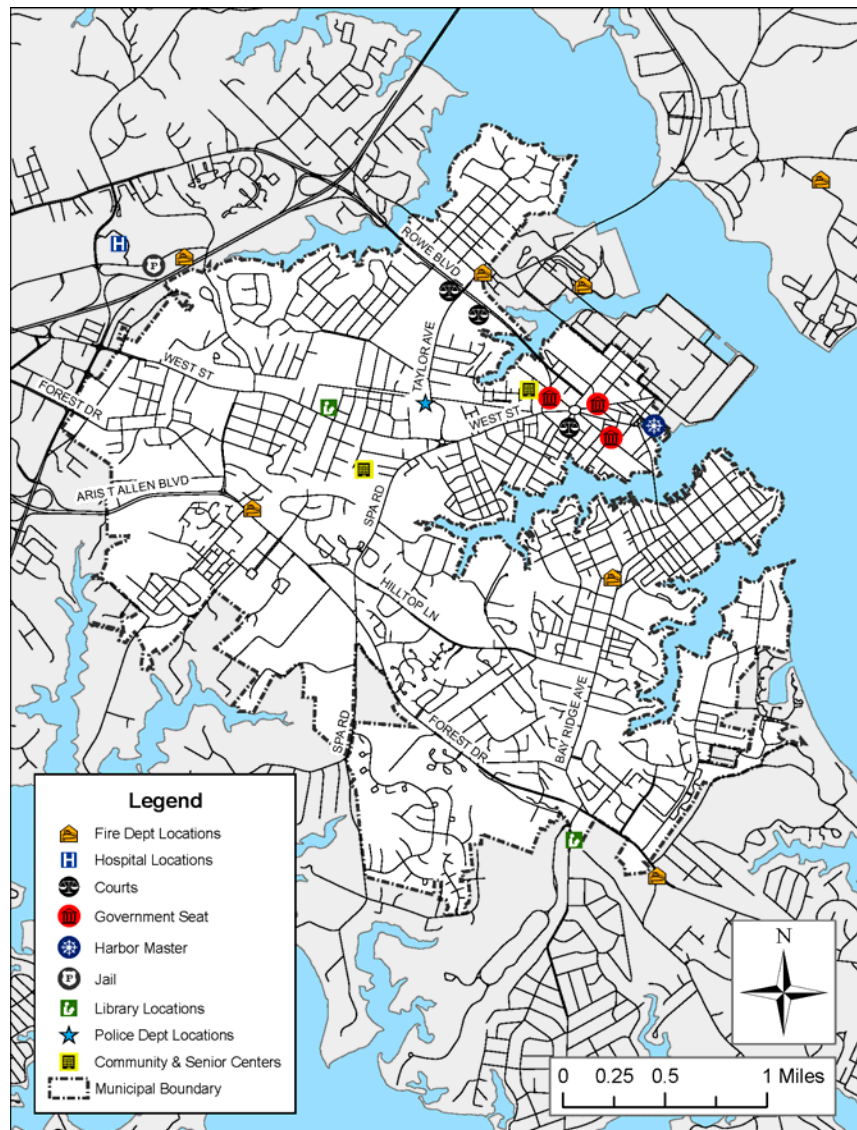 ROWE BLVD
TAYLOR AVE
WEST ST
FOREST DR
WEST ST
ARIS T ALLEN BLVD
SPA RD
HILLTOP LN
BAY RIDGE AVE
FOREST DR
SPA RD
H
P
Legend
Fire Dept Locations
H Hospital Locations
Courts
Government Seat
Harbor Master
P Jail
Library Locations
Police Dept Locations
Community & Senior Centers
Municipal Boundary
N
0 0.25 0.5 1 Miles